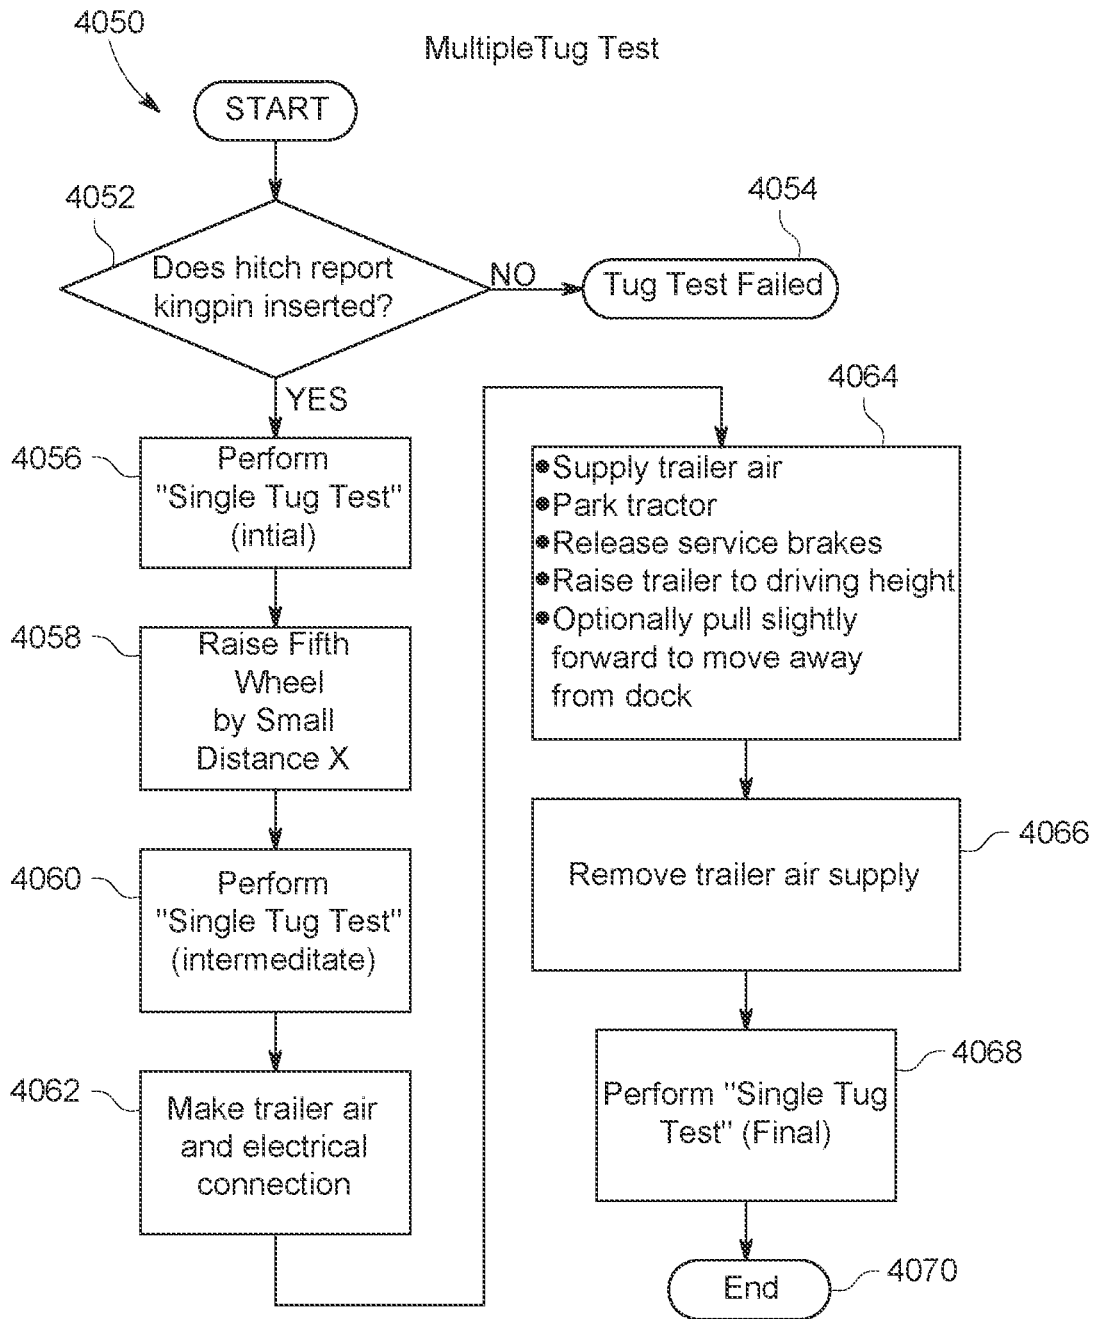 4050
MultipleTug Test
START
4052
Does hitch report
kingpin inserted?
NO
4054
Tug Test Failed
YES
4056
Perform
"Single Tug Test"
(intial)
4058
Raise Fifth
Wheel
by Small
Distance X
4060
Perform
"Single Tug Test"
(intermeditate)
4062
Make trailer air
and electrical
connection
4064
•Supply trailer air
•Park tractor
•Release service brakes
•Raise trailer to driving height
•Optionally pull slightly
forward to move away
from dock
4066
Remove trailer air supply
4068
Perform "Single Tug
Test" (Final)
End
4070